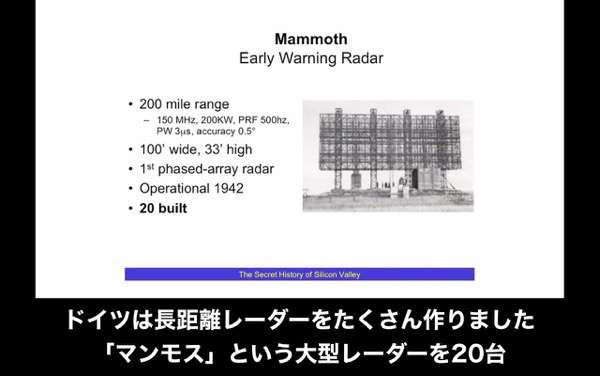 Mammoth
Early Warning Radar
• 200 mile range
– 150 MHz, 200KW, PRF 500hz,
PW 3µs, accuracy 0.5°
• 100' wide, 33' high
• 1st phased-array radar
• Operational 1942
• 20 built
The Secret History of Silicon Valley
ドイツは長距離レーダーをたくさん作りました
「マンモス」という大型レーダーを20台